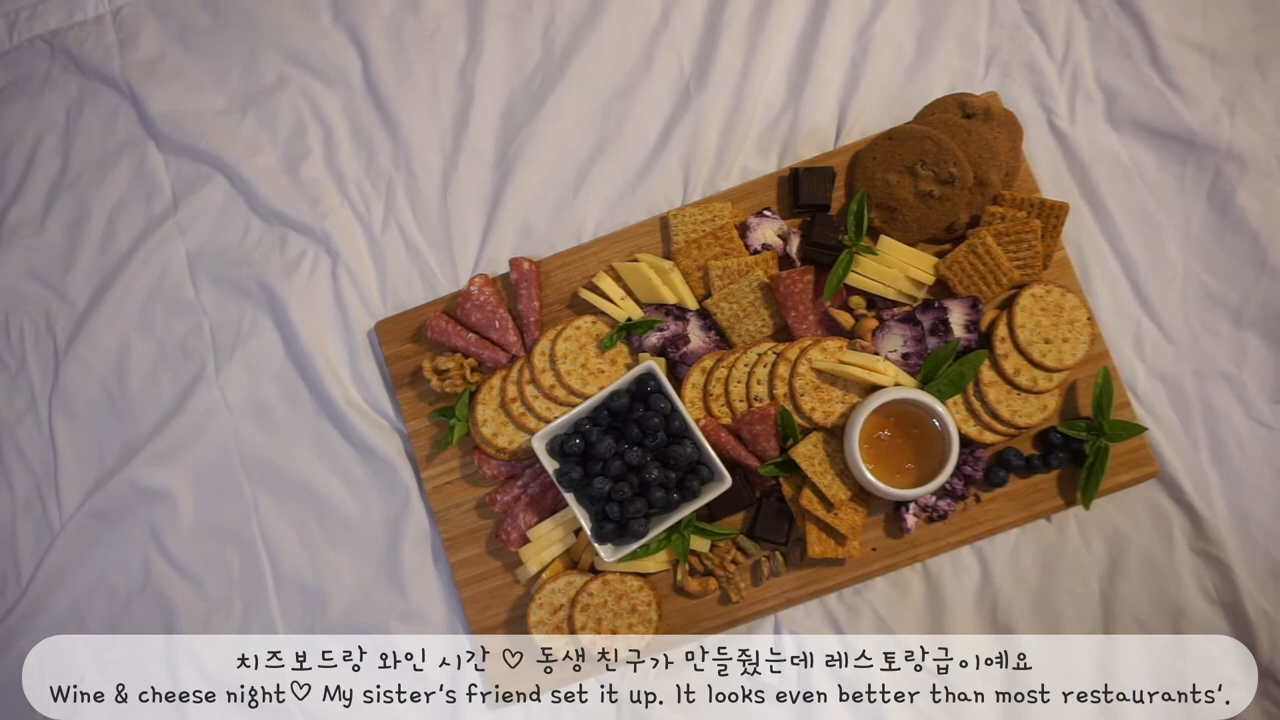 치즈보드랑 와인 시간 ♡ 동생 친구가 만들줬는데 레스토랑급이예요
Wine & cheese night♡ My sister's friend set it up. It looks even better than most restaurants'.